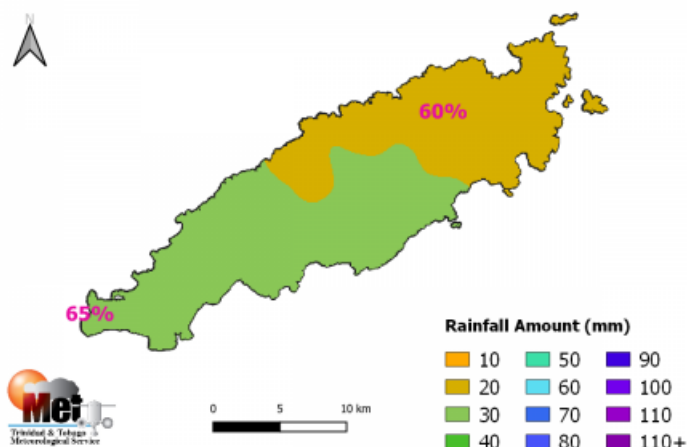 N
60%
65%
Rainfall Amount (mm)
10 50 90
20 60 100
30 70 110
40 80 110+
Met
Trinidad & Tobago
Meteorological Service
0 5 10 km